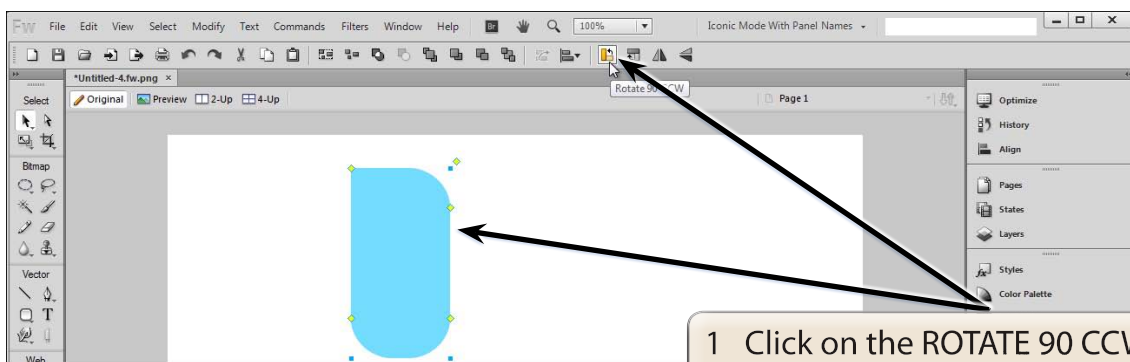 Fw File Edit View Select Modify Text Commands Filters Window Help Br 100% Iconic Mode With Panel Names
*Untitled-4.fw.png ×
Rotate 90 CCW
Select Original Preview 2-Up 4-Up Page 1
Optimize
History
Align
Bitmap
Pages
States
Layers
Vector
Styles
Color Palette
1 Click on the ROTATE 90 CCW
Web